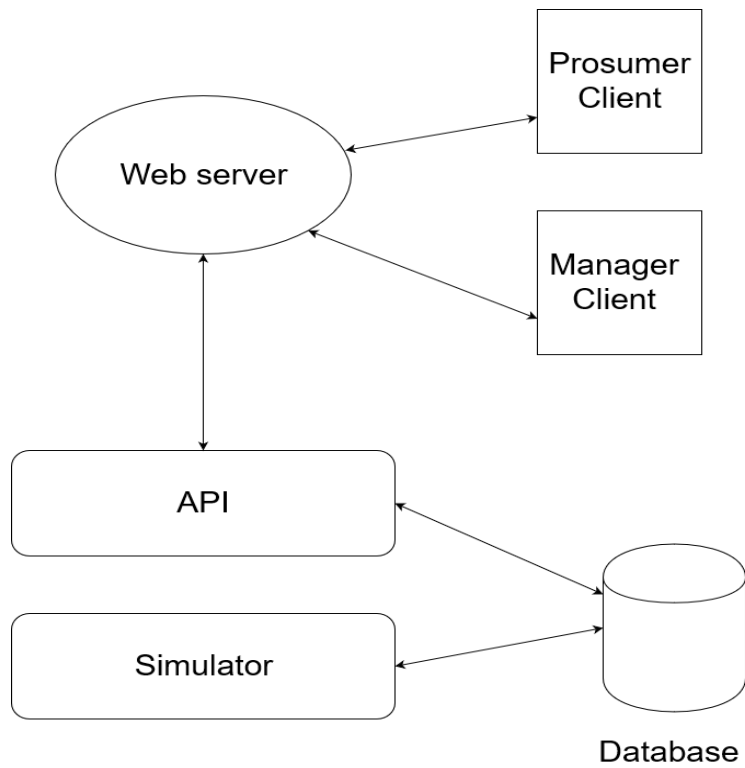 Prosumer
Client
Web server
Manager
Client
API
Simulator
Database